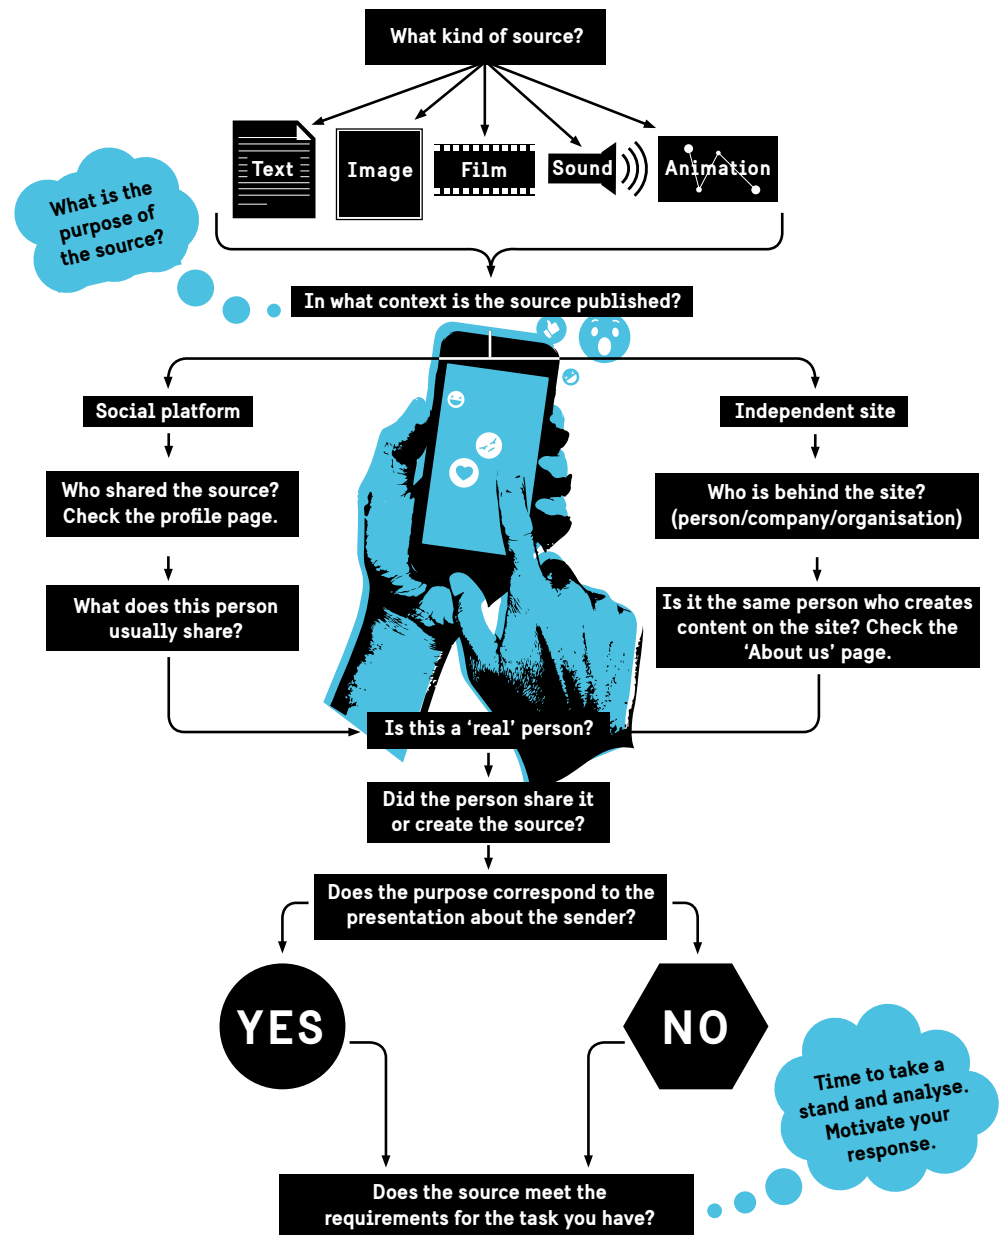 What kind of source?
Text
Image
Film
Sound
Animation
What is the
purpose of
the source?
In what context is the source published?
Social platform
Independent site
Who shared the source?
Check the profile page.
Who is behind the site?
(person/company/organisation)
What does this person
usually share?
Is it the same person who creates
content on the site? Check the
‘About us’ page.
Is this a ‘real’ person?
Did the person share it
or create the source?
Does the purpose correspond to the
presentation about the sender?
YES
NO
Time to take a
stand and analyse.
Motivate your
response.
Does the source meet the
requirements for the task you have?